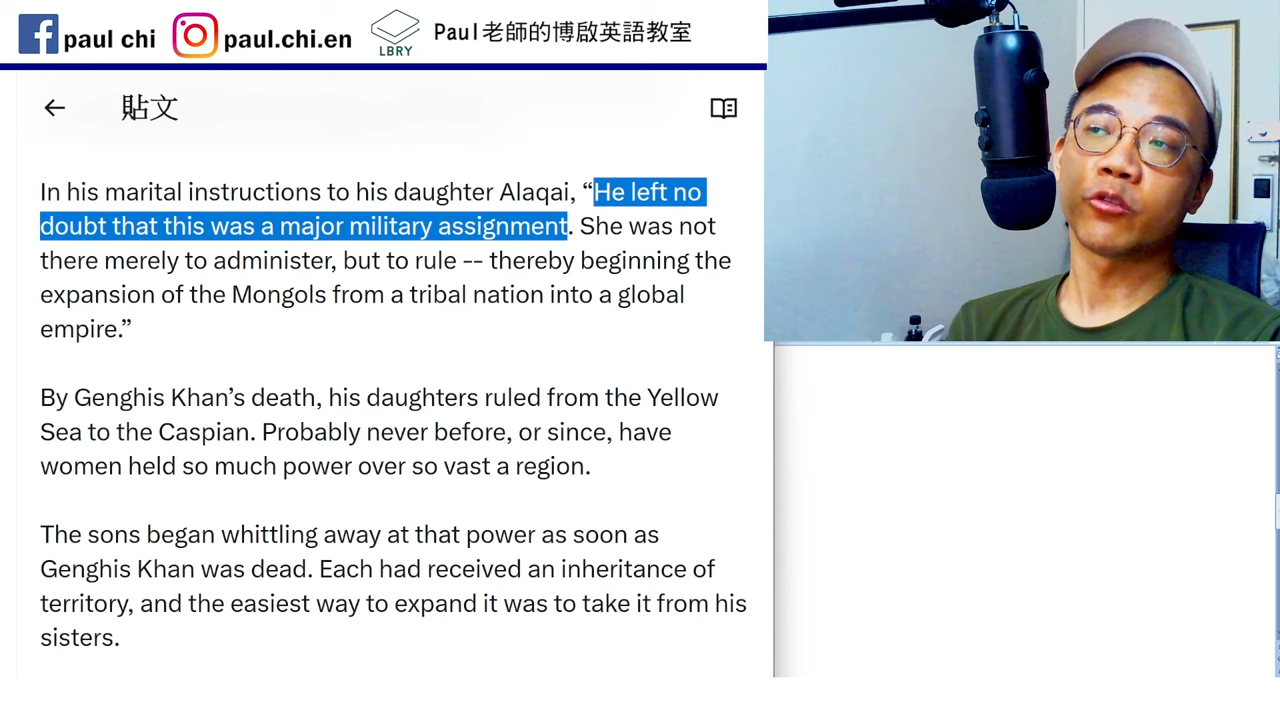 paul chi
paul.chi.en
LBRY
Paul老師的博啟英語教室
貼文
In his marital instructions to his daughter Alaqai, “He left no
doubt that this was a major military assignment. She was not
there merely to administer, but to rule -- thereby beginning the
expansion of the Mongols from a tribal nation into a global
empire.”
By Genghis Khan’s death, his daughters ruled from the Yellow
Sea to the Caspian. Probably never before, or since, have
women held so much power over so vast a region.
The sons began whittling away at that power as soon as
Genghis Khan was dead. Each had received an inheritance of
territory, and the easiest way to expand it was to take it from his
sisters.